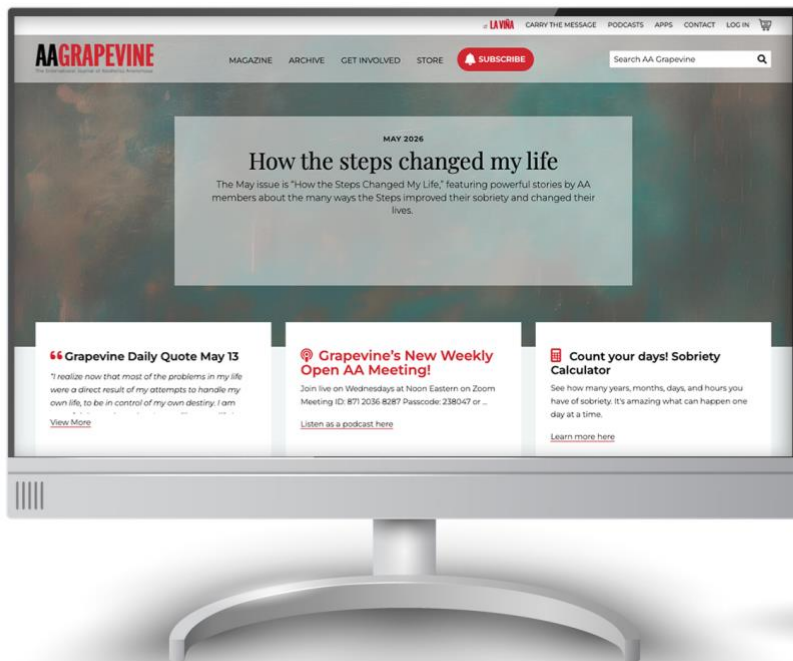 LA VIÑA CARRY THE MESSAGE PODCASTS APPS CONTACT LOG IN
AAGRAPEVINE
The International Journal of Alcoholics Anonymous
MAGAZINE ARCHIVE GET INVOLVED STORE SUBSCRIBE Search AA Grapevine
MAY 2026
How the steps changed my life
The May issue is "How the Steps Changed My Life," featuring powerful stories by AA
members about the many ways the Steps improved their sobriety and changed their
lives.
Grapevine Daily Quote May 13
"I realize now that most of the problems in my life
were a direct result of my attempts to handle my
own life, to be in control of my own destiny. I am
View More
Grapevine's New Weekly
Open AA Meeting!
Join live on Wednesdays at Noon Eastern on Zoom
Meeting ID: 871 2036 8287 Passcode: 238047 or ...
Listen as a podcast here
Count your days! Sobriety
Calculator
See how many years, months, days, and hours you
have of sobriety. It's amazing what can happen one
day at a time.
Learn more here